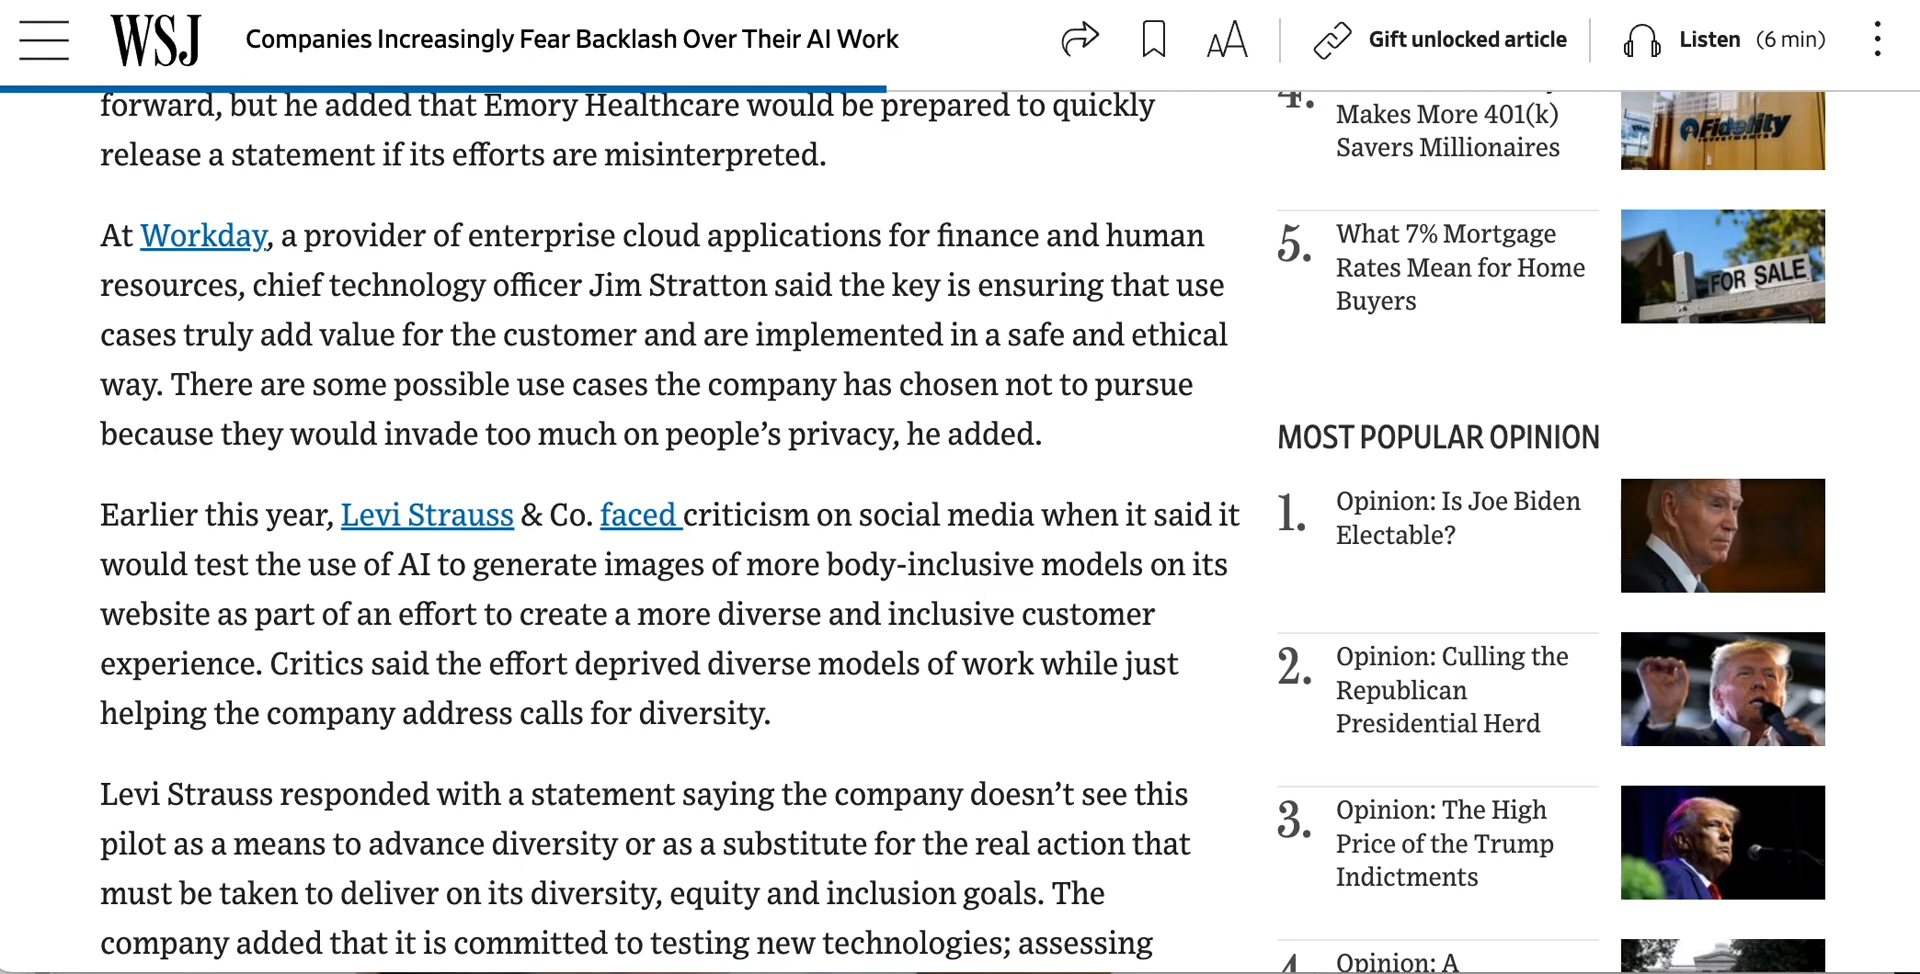 WSJ
Companies Increasingly Fear Backlash Over Their AI Work
AA
Gift unlocked article
Listen (6 min)
forward, but he added that Emory Healthcare would be prepared to quickly
release a statement if its efforts are misinterpreted.
At Workday, a provider of enterprise cloud applications for finance and human
resources, chief technology officer Jim Stratton said the key is ensuring that use
cases truly add value for the customer and are implemented in a safe and ethical
way. There are some possible use cases the company has chosen not to pursue
because they would invade too much on people’s privacy, he added.
Earlier this year, Levi Strauss & Co. faced criticism on social media when it said it
would test the use of AI to generate images of more body-inclusive models on its
website as part of an effort to create a more diverse and inclusive customer
experience. Critics said the effort deprived diverse models of work while just
helping the company address calls for diversity.
Levi Strauss responded with a statement saying the company doesn’t see this
pilot as a means to advance diversity or as a substitute for the real action that
must be taken to deliver on its diversity, equity and inclusion goals. The
company added that it is committed to testing new technologies; assessing
4.
Makes More 401(k)
Savers Millionaires
Fidelity
INVESTMENTS
5.
What 7% Mortgage
Rates Mean for Home
Buyers
FOR SALE
MOST POPULAR OPINION
1.
Opinion: Is Joe Biden
Electable?
2.
Opinion: Culling the
Republican
Presidential Herd
3.
Opinion: The High
Price of the Trump
Indictments
4
Opinion: A